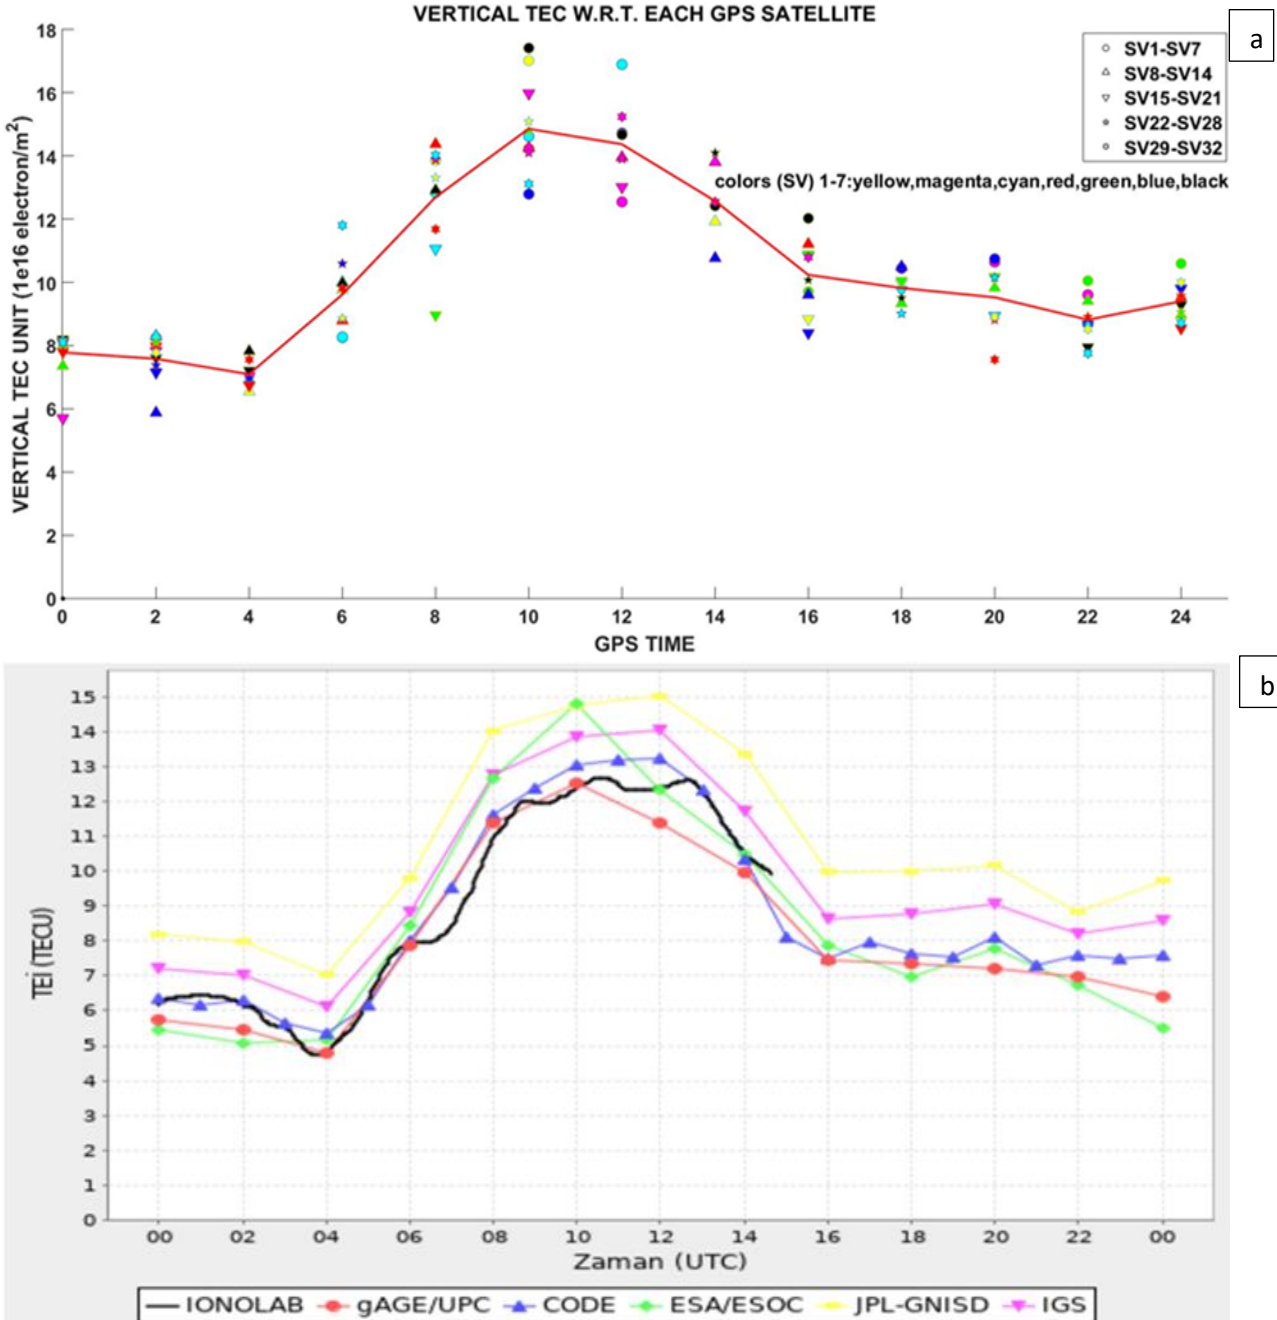 VERTICAL TEC W.R.T. EACH GPS SATELLITE
a
18
16
14
12
10
8
6
4
2
0
VERTICAL TEC UNIT (1e16 electron/m²)
SV1-SV7
SV8-SV14
SV15-SV21
SV22-SV28
SV29-SV32
colors (SV) 1-7:yellow,magenta,cyan,red,green,blue,black
0 2 4 6 8 10 12 14 16 18 20 22 24
GPS TIME
b
15
14
13
12
11
10
9
8
7
6
5
4
3
2
1
0
TEİ (TECU)
00 02 04 06 08 10 12 14 16 18 20 22 00
Zaman (UTC)
IONOLAB gAGE/UPC CODE ESA/ESOC JPL-GNISD IGS